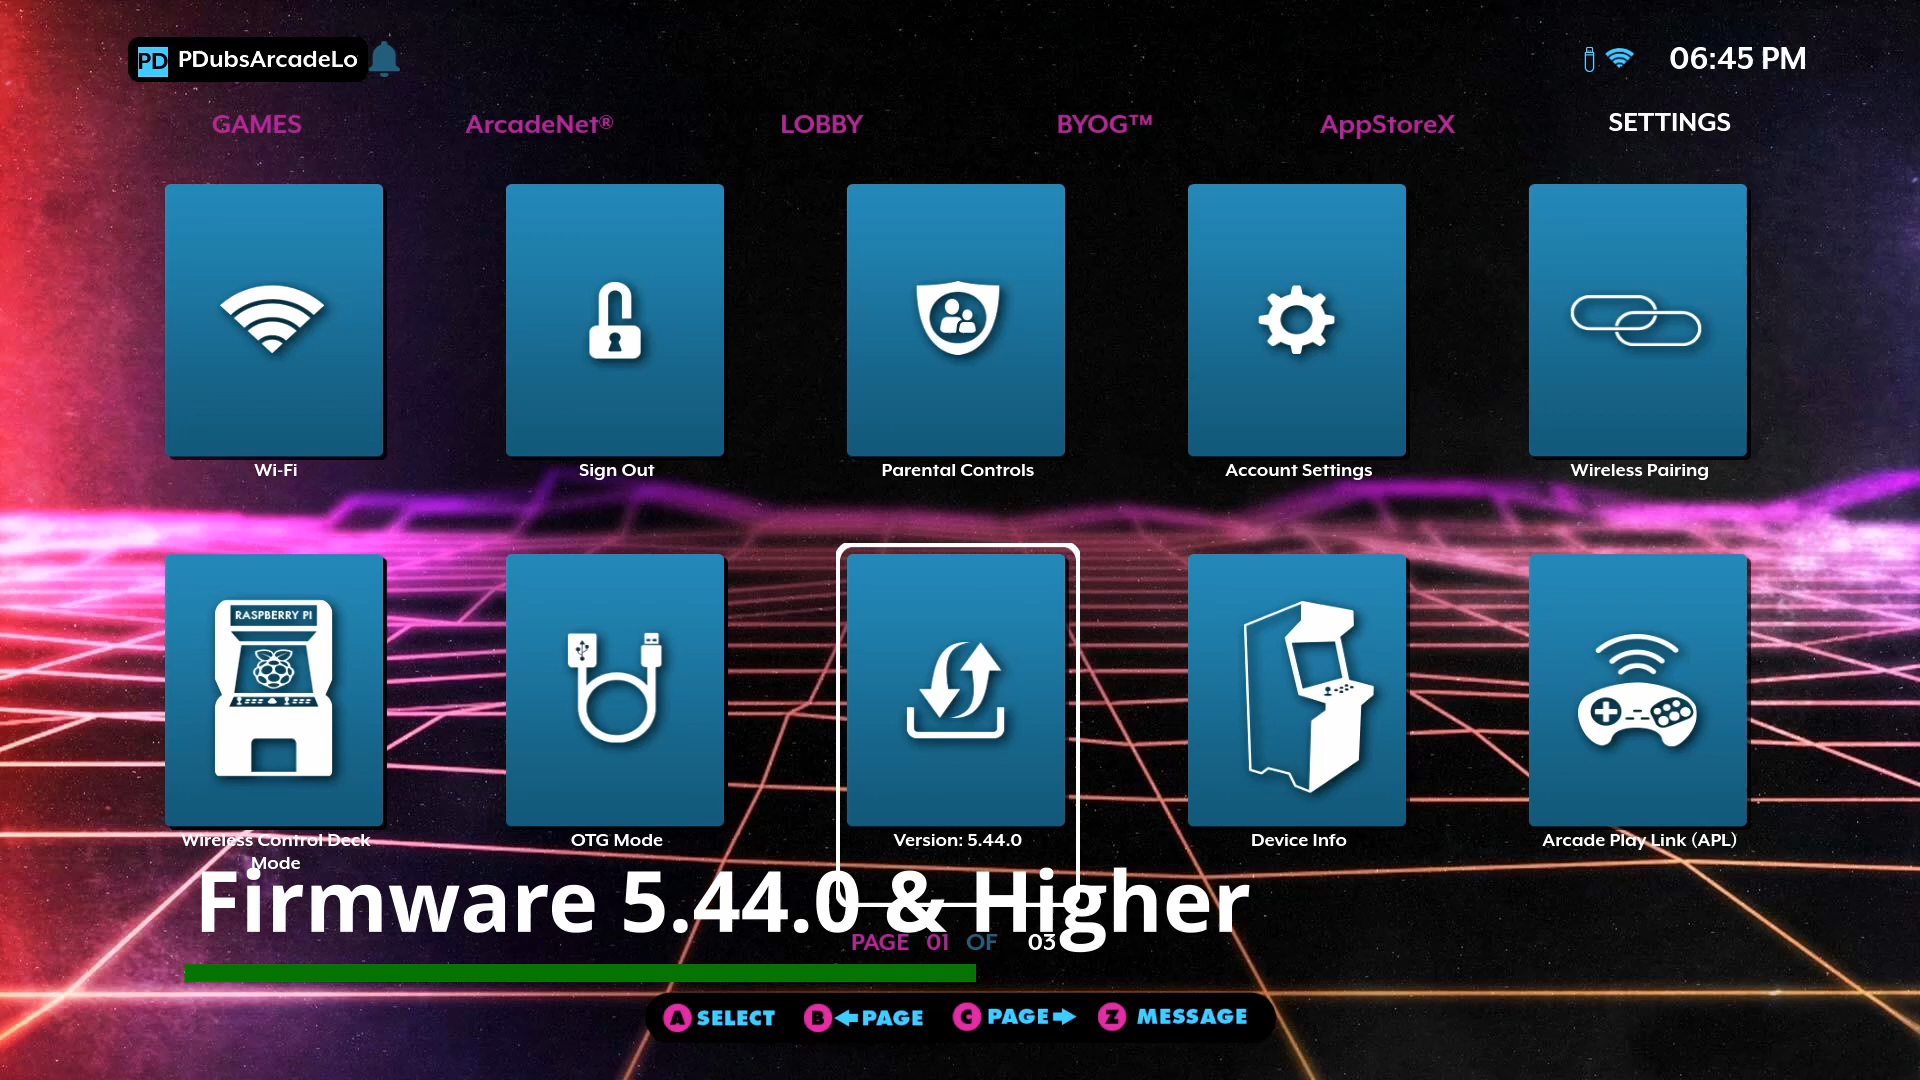 PD PDubsArcadeLo
06:45 PM
GAMES ArcadeNet® LOBBY BYOG™ AppStoreX SETTINGS
Wi-Fi
Sign Out
Parental Controls
Account Settings
Wireless Pairing
RASPBERRY PI
Wireless Control Deck
Mode
OTG Mode
Version: 5.44.0
Device Info
Arcade Play Link (APL)
Firmware 5.44.0 & Higher
PAGE 01 OF 03
A SELECT B PAGE C PAGE Z MESSAGE